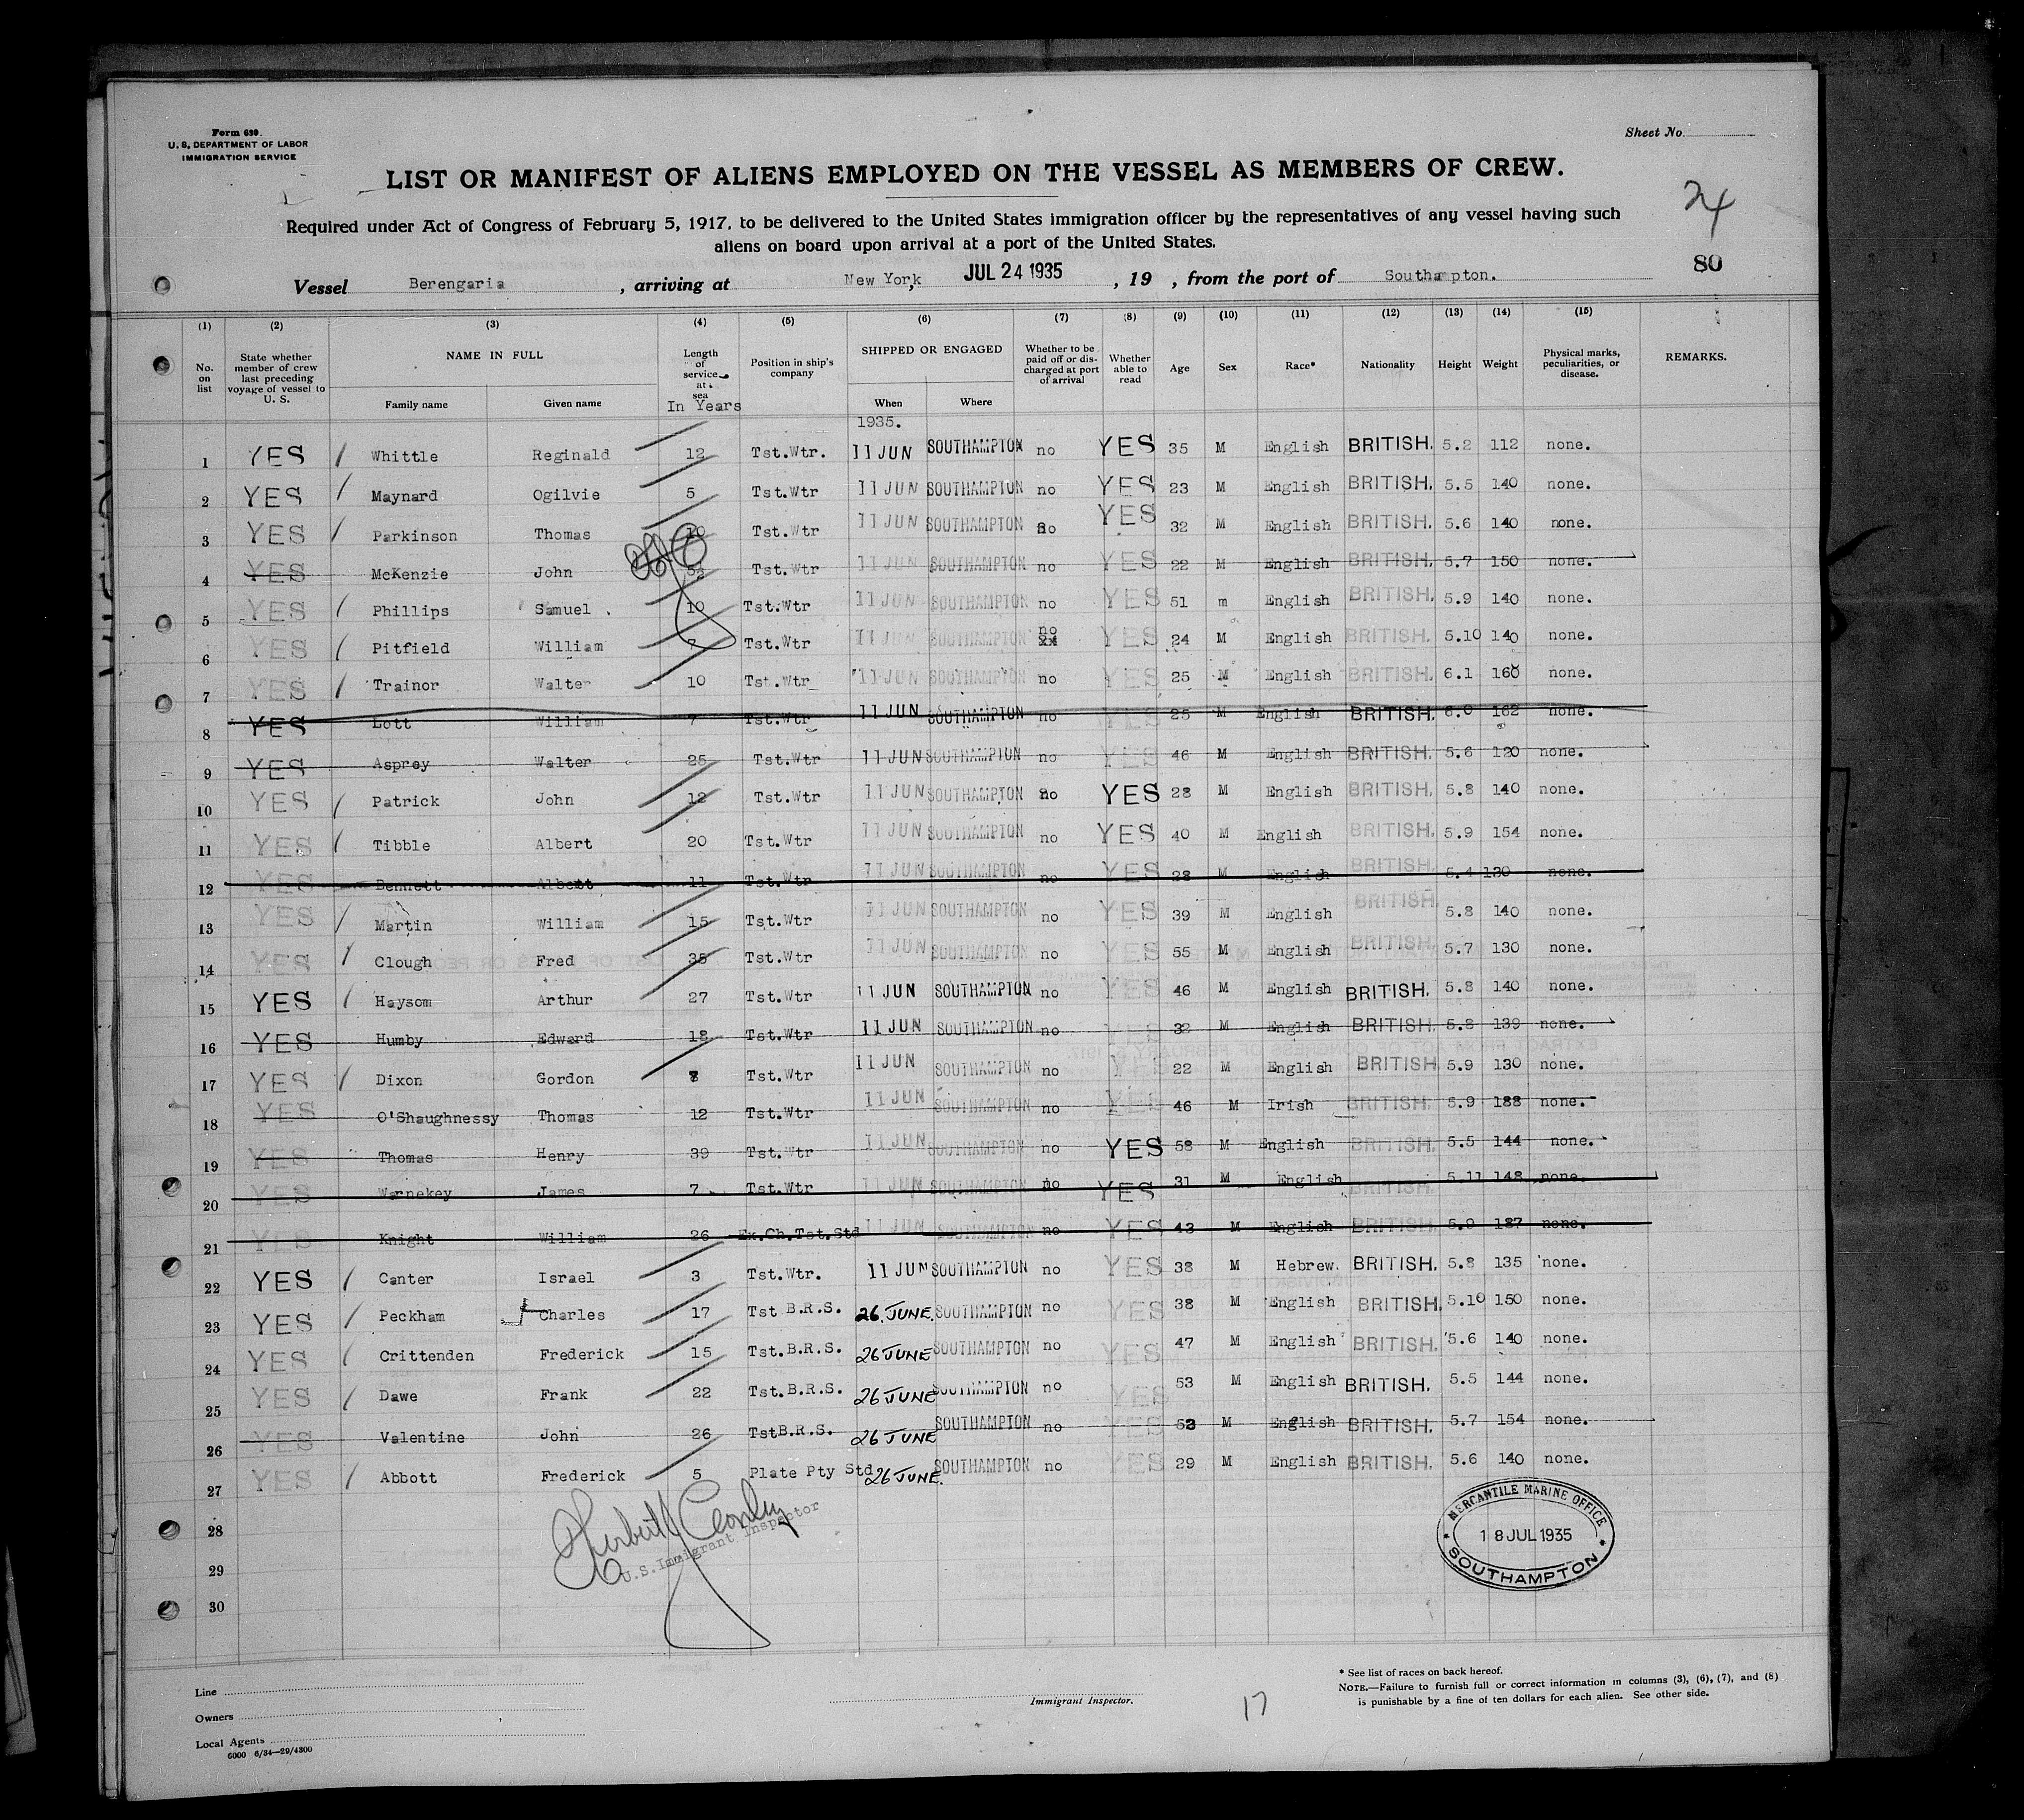 Form 630.
U. S. DEPARTMENT OF LABOR
IMMIGRATION SERVICE
Sheet No.
LIST OR MANIFEST OF ALIENS EMPLOYED ON THE VESSEL AS MEMBERS OF CREW.
Required under Act of Congress of February 5, 1917, to be delivered to the United States immigration officer by the representatives of any vessel having such
aliens on board upon arrival at a port of the United States.
24
80
Vessel Berengaria , arriving at New York, JUL 24 1935 , 19 , from the port of Southampton.
(1) (2) (3) (4) (5) (6) (7) (8) (9) (10) (11) (12) (13) (14) (15)
No. on list State whether member of crew last preceding voyage of vessel to U. S. NAME IN FULL Family name Given name Length of service at sea In Years Position in ship's company SHIPPED OR ENGAGED When Where Whether to be paid off or discharged at port of arrival Whether able to read Age Sex Race* Nationality Height Weight Physical marks, peculiarities, or disease. REMARKS.
1935.
1 YES Whittle Reginald 12 Tst.Wtr. 11 JUN SOUTHAMPTON no YES 35 M English BRITISH. 5.2 112 none.
2 YES Maynard Ogilvie 5 Tst.Wtr 11 JUN SOUTHAMPTON no YES 23 M English BRITISH. 5.5 140 none.
3 YES Parkinson Thomas 10 Tst.Wtr 11 JUN SOUTHAMPTON no YES 32 M English BRITISH. 5.6 140 none.
4 YES McKenzie John Tst.Wtr 11 JUN SOUTHAMPTON no YES 22 M English BRITISH. 5.7 150 none.
5 YES Phillips Samuel 10 Tst.Wtr 11 JUN SOUTHAMPTON no YES 51 m English BRITISH. 5.9 140 none.
6 YES Pitfield William 7 Tst.Wtr 11 JUN SOUTHAMPTON no YES 24 M English BRITISH. 5.10 140 none.
7 YES Trainor Walter 10 Tst.Wtr 11 JUN SOUTHAMPTON no YES 25 M English BRITISH. 6.1 160 none.
8 YES Lott William 7 Tst.Wtr 11 JUN SOUTHAMPTON no YES 25 M English BRITISH. 6.0 162 none.
9 YES Asprey Walter 25 Tst.Wtr 11 JUN SOUTHAMPTON no YES 46 M English BRITISH. 5.6 120 none.
10 YES Patrick John 12 Tst.Wtr 11 JUN SOUTHAMPTON no YES 28 M English BRITISH. 5.8 140 none.
11 YES Tibble Albert 20 Tst.Wtr 11 JUN SOUTHAMPTON no YES 40 M English BRITISH. 5.9 154 none.
12 YES Bennett Albert 11 Tst.Wtr 11 JUN SOUTHAMPTON no YES 28 M English BRITISH. 5.4 130 none.
13 YES Martin William 15 Tst.Wtr 11 JUN SOUTHAMPTON no YES 39 M English BRITISH. 5.8 140 none.
14 YES Clough Fred 35 Tst.Wtr 11 JUN SOUTHAMPTON no YES 55 M English BRITISH. 5.7 130 none.
15 YES Haysom Arthur 27 Tst.Wtr 11 JUN SOUTHAMPTON no YES 46 M English BRITISH. 5.8 140 none.
16 YES Humby Edward 18 Tst.Wtr 11 JUN SOUTHAMPTON no YES 32 M English BRITISH. 5.8 139 none.
17 YES Dixon Gordon Tst.Wtr 11 JUN SOUTHAMPTON no YES 22 M English BRITISH 5.9 130 none.
18 YES O'Shaughnessy Thomas 12 Tst.Wtr 11 JUN SOUTHAMPTON no YES 46 M Irish BRITISH. 5.9 188 none.
19 YES Thomas Henry 39 Tst.Wtr 11 JUN SOUTHAMPTON no YES 58 M English BRITISH. 5.5 144 none.
20 YES Warnekey James 7 Tst.Wtr 11 JUN SOUTHAMPTON no YES 31 M English BRITISH. 5.11 148 none.
21 YES Knight William 26 Ex.Ch.Tst.Std 11 JUN SOUTHAMPTON no YES 43 M English BRITISH. 5.9 187 none.
22 YES Canter Israel 3 Tst.Wtr. 11 JUN SOUTHAMPTON no YES 38 M Hebrew. BRITISH. 5.8 135 none.
23 YES Peckham Charles 17 Tst B.R.S. 26 JUNE. SOUTHAMPTON no YES 38 M English BRITISH. 5.10 150 none.
24 YES Crittenden Frederick 15 Tst.B.R.S. 26 JUNE SOUTHAMPTON no YES 47 M English BRITISH. 5.6 140 none.
25 YES Dawe Frank 22 Tst.B.R.S. 26 JUNE SOUTHAMPTON no YES 53 M English BRITISH. 5.5 144 none.
26 YES Valentine John 26 TstB.R.S. 26 JUNE SOUTHAMPTON no YES 52 M English BRITISH. 5.7 154 none.
27 YES Abbott Frederick 5 Plate Pty Std 26 JUNE. SOUTHAMPTON no YES 29 M English BRITISH. 5.6 140 none.
28
29
30
U.S. Immigrant Inspector
MERCANTILE MARINE OFFICE
18 JUL 1935
SOUTHAMPTON
Line
Owners
Local Agents
6000 6/34—29/4300
Immigrant Inspector.
17
* See list of races on back hereof.
NOTE.—Failure to furnish full or correct information in columns (3), (6), (7), and (8)
is punishable by a fine of ten dollars for each alien. See other side.